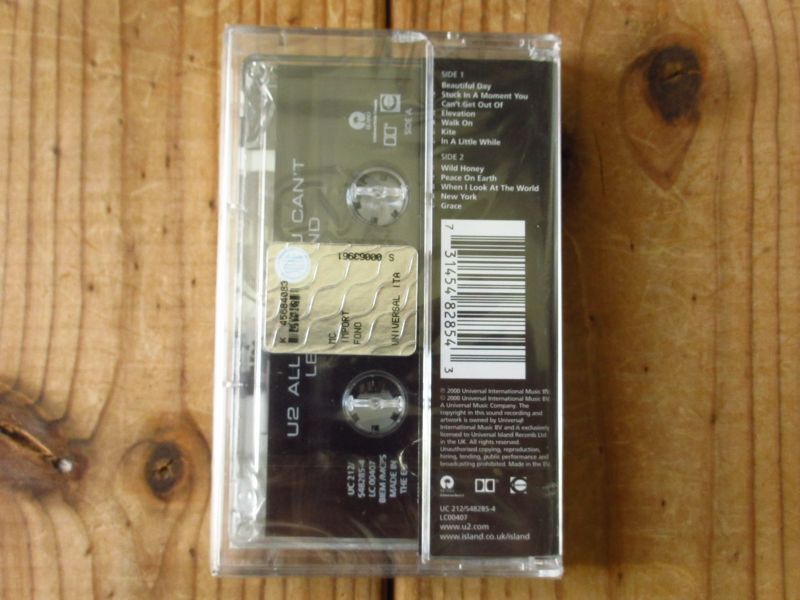 SIDE 1
Beautiful Day
Stuck In A Moment You
Can't Get Out Of
Elevation
Walk On
Kite
In A Little While
SIDE 2
Wild Honey
Peace On Earth
When I Look At The World
New York
Grace
7 31454 82854 3
℗ 2000 Universal International Music BV.
© 2000 Universal International Music BV.
A Universal Music Company. The
copyright in this sound recording and
artwork is owned by Universal
International Music BV and is exclusively
licensed to Universal Island Records Ltd.
in the UK. All rights reserved.
Unauthorised copying, reproduction,
hiring, lending, public performance and
broadcasting prohibited. Made in the EU.
UC 212/548285-4
LC00407
www.u2.com
www.island.co.uk/island
SIDE A
U2 ALL U CAN'T
LE ND
S 00063961
K 45684083
MC
IMPORT
FOND
UNIVERSAL ITA
UC 212/
548285-4
LC 00407
BIEM/MCPS
MADE IN
THE E